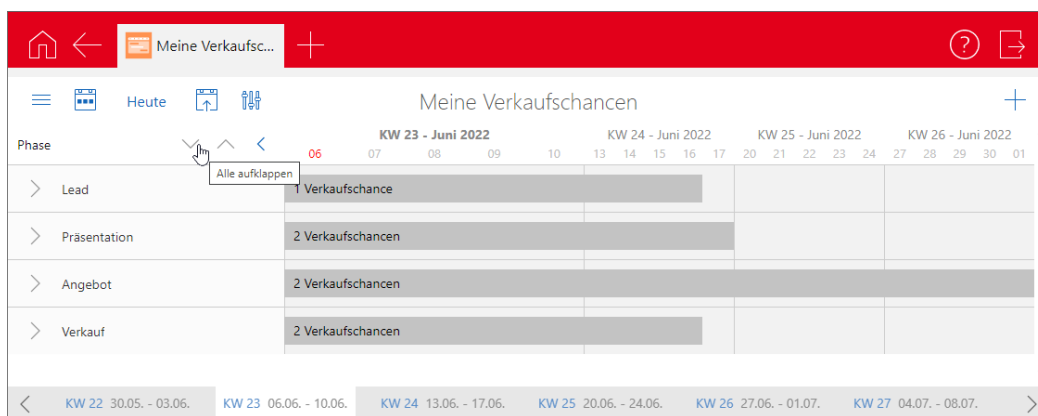 Meine Verkaufsc...
Heute
Meine Verkaufschancen
Phase
KW 23 - Juni 2022 KW 24 - Juni 2022 KW 25 - Juni 2022 KW 26 - Juni 2022
06 07 08 09 10 13 14 15 16 17 20 21 22 23 24 27 28 29 30 01
Alle aufklappen
Lead 1 Verkaufschance
Präsentation 2 Verkaufschancen
Angebot 2 Verkaufschancen
Verkauf 2 Verkaufschancen
KW 22 30.05. - 03.06. KW 23 06.06. - 10.06. KW 24 13.06. - 17.06. KW 25 20.06. - 24.06. KW 26 27.06. - 01.07. KW 27 04.07. - 08.07.